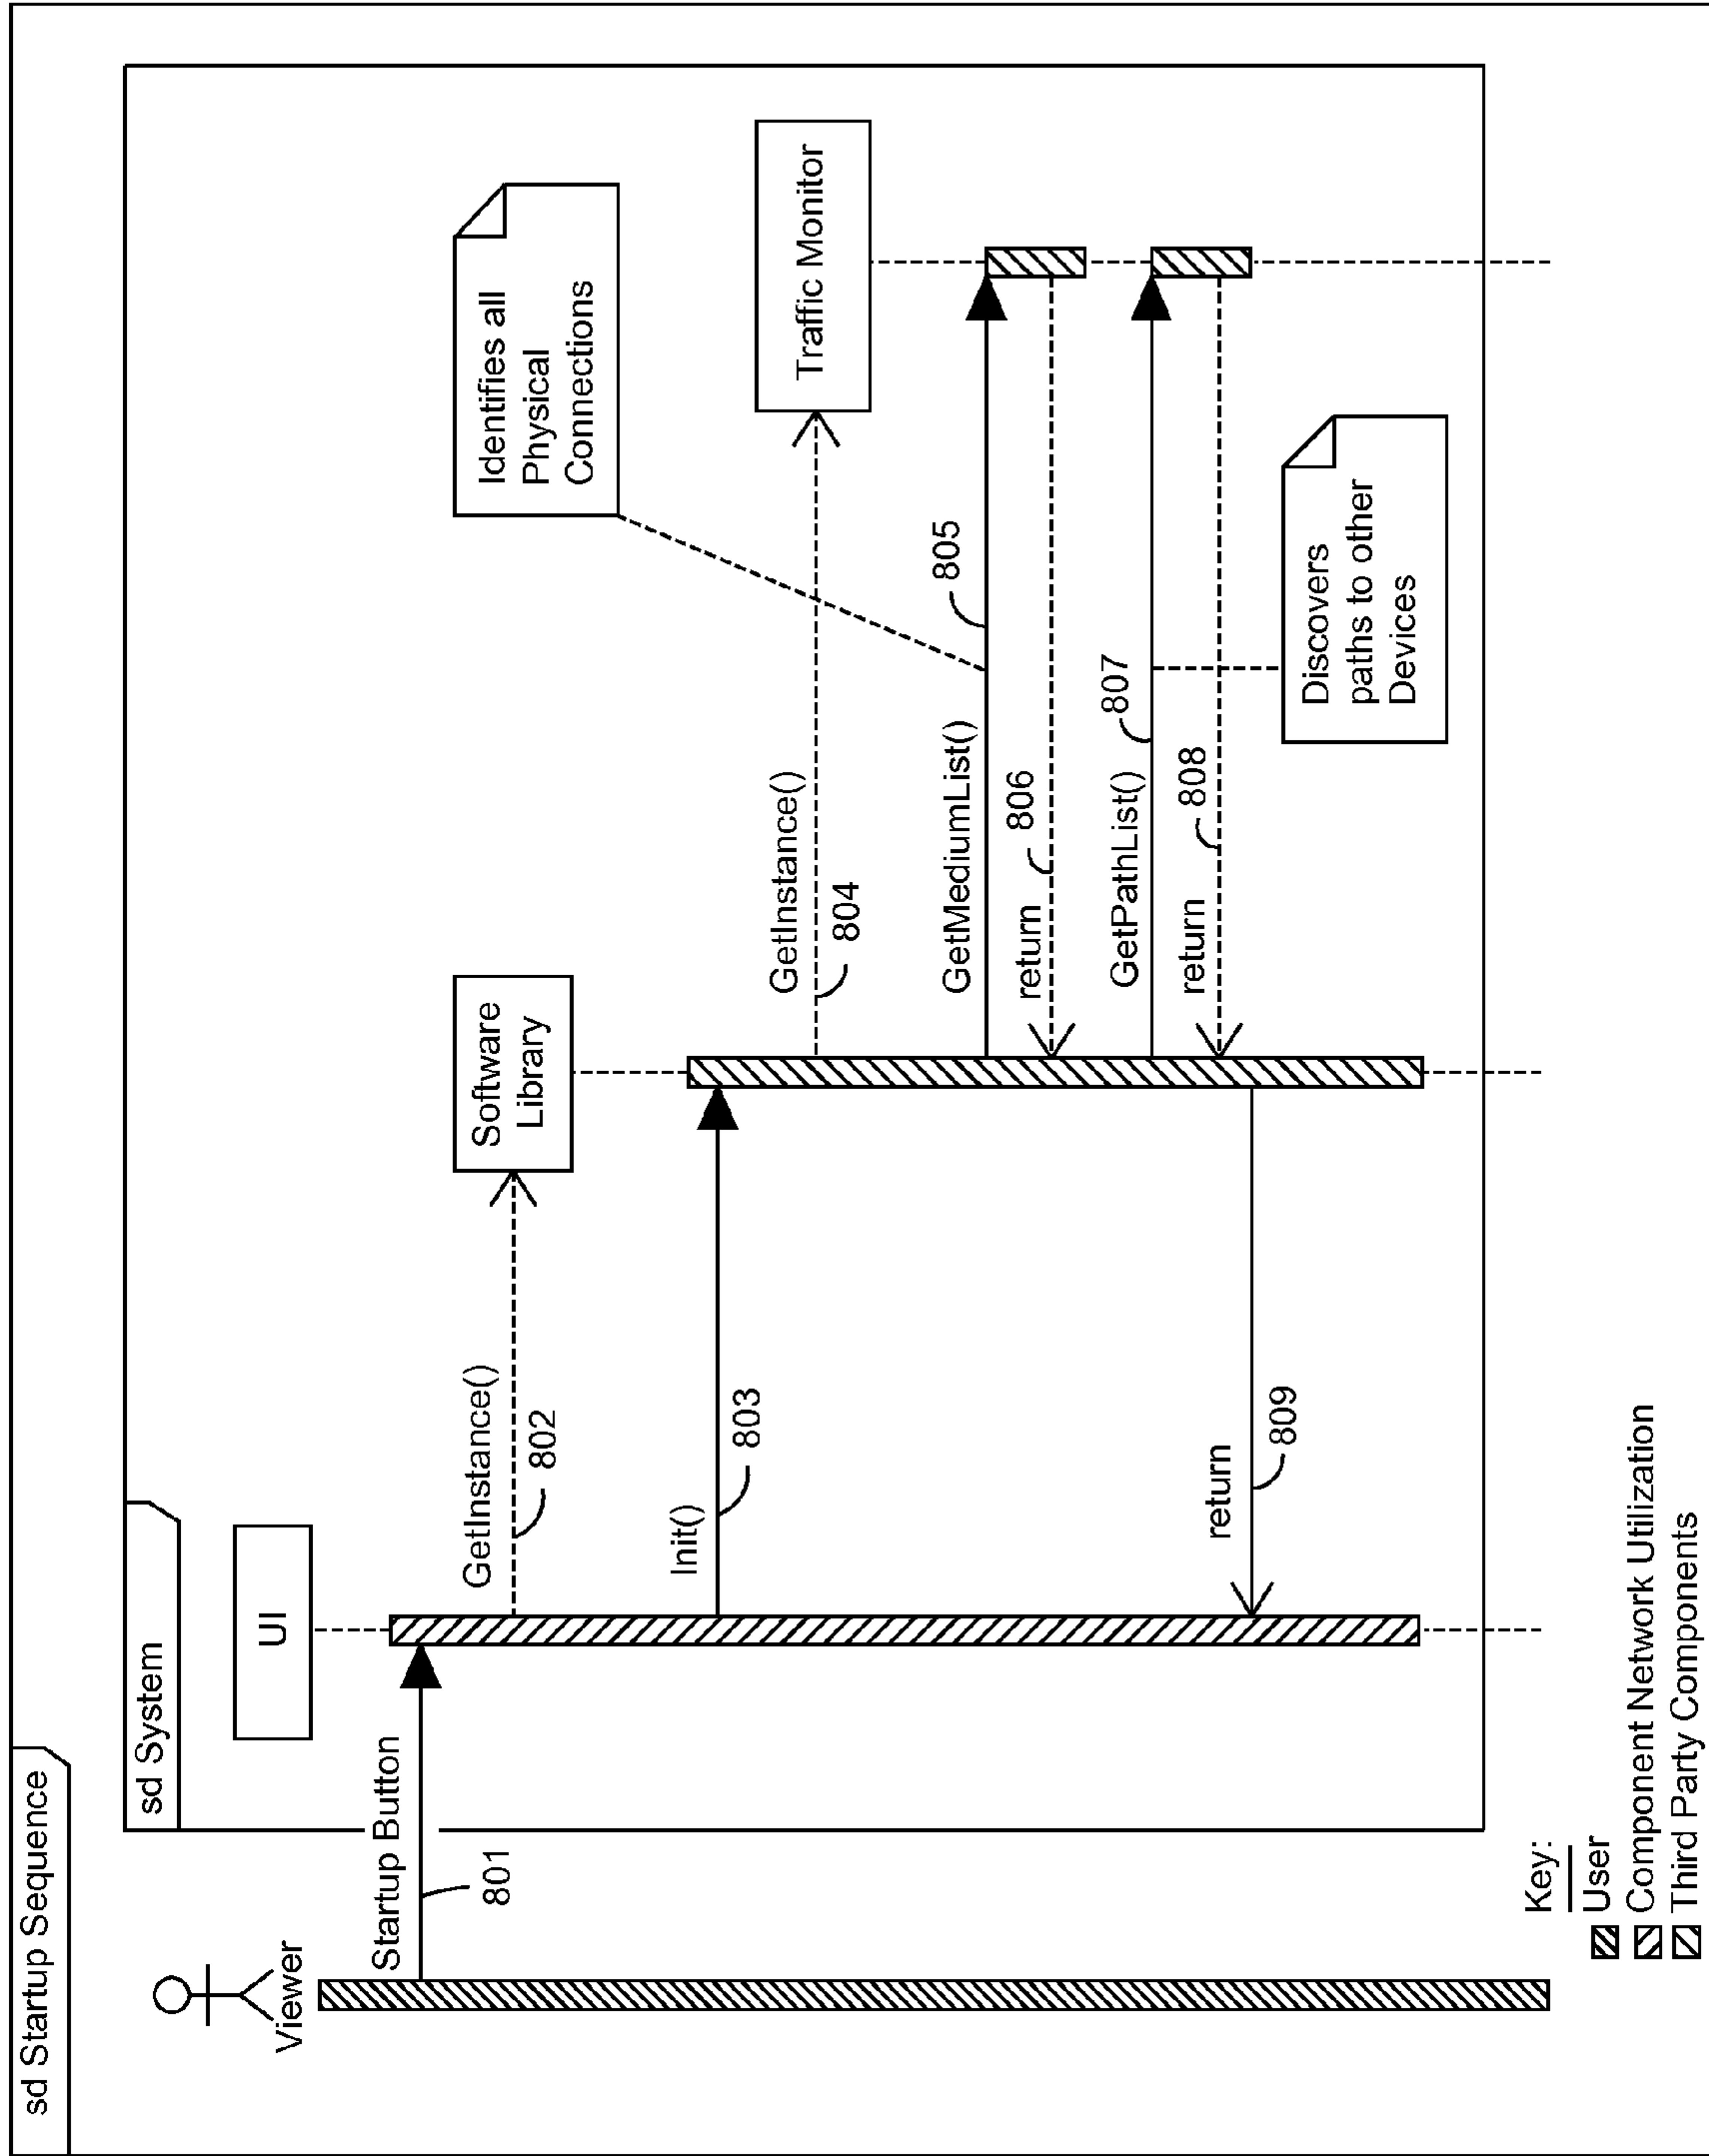 sd Startup Sequence
sd System
Viewer
UI
Startup Button
801
GetInstance()
802
Software
Library
Identifies all
Physical
Connections
Init()
803
GetInstance()
804
Traffic Monitor
GetMediumList()
805
return
806
GetPathList()
807
return
808
return
809
Discovers
paths to other
Devices
Key:
User
Component Network Utilization
Third Party Components